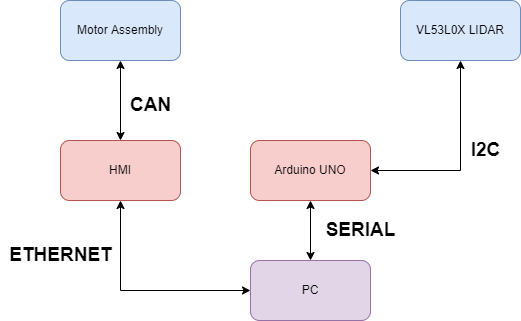 Motor Assembly
VL53L0X LIDAR
CAN
HMI
Arduino UNO
I2C
ETHERNET
SERIAL
PC